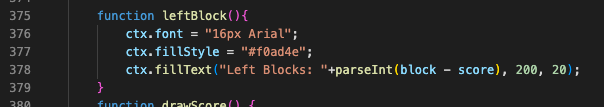 375 function leftBlock(){
376 ctx.font = "16px Arial";
377 ctx.fillStyle = "#f0ad4e";
378 ctx.fillText("Left Blocks: "+parseInt(block - score), 200, 20);
379 }
380 function drawScore() {